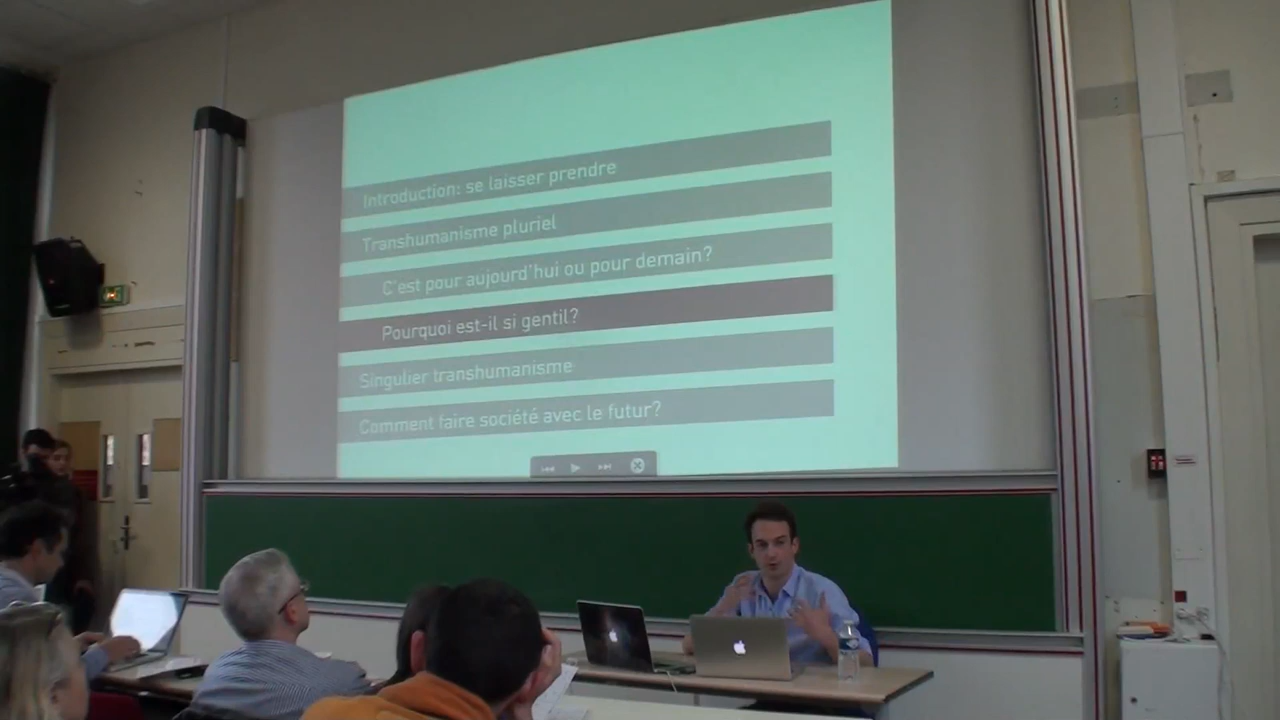 Introduction: se laisser prendre
Transhumanisme pluriel
C'est pour aujourd'hui ou pour demain?
Pourquoi est-il si gentil?
Singulier transhumanisme
Comment faire société avec le futur?